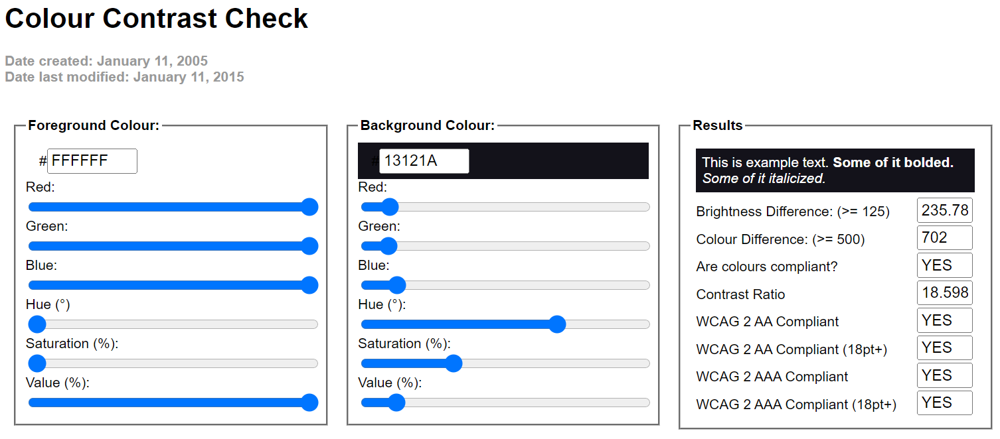 Colour Contrast Check
Date created: January 11, 2005
Date last modified: January 11, 2015
Foreground Colour:
#FFFFFF
Red:
Green:
Blue:
Hue (°)
Saturation (%):
Value (%):
Background Colour:
#13121A
Red:
Green:
Blue:
Hue (°):
Saturation (%):
Value (%):
Results
This is example text. Some of it bolded.
Some of it italicized.
Brightness Difference: (>= 125) 235.78
Colour Difference: (>= 500) 702
Are colours compliant? YES
Contrast Ratio 18.598
WCAG 2 AA Compliant YES
WCAG 2 AA Compliant (18pt+) YES
WCAG 2 AAA Compliant YES
WCAG 2 AAA Compliant (18pt+) YES